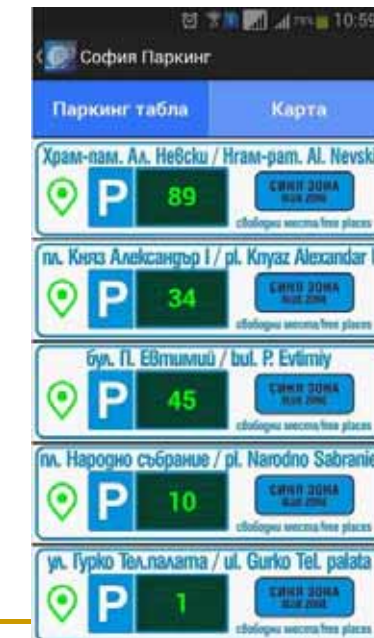 10:59
София Паркинг
Паркинг табла
Карта
Храм-пам. Ал. Невски / Hram-pam. Al. Nevski
P
89
СИНЯ ЗОНА
BLUE ZONE
свободни места/free places
пл. Княз Александър I / pl. Knyaz Alexandar I
P
34
СИНЯ ЗОНА
BLUE ZONE
свободни места/free places
бул. П. Евтимий / bul. P. Evtimiy
P
45
СИНЯ ЗОНА
BLUE ZONE
свободни места/free places
пл. Народно събрание / pl. Narodno Sabranie
P
10
СИНЯ ЗОНА
BLUE ZONE
свободни места/free places
ул. Гурко Тел.палата / ul. Gurko Tel. palata
P
1
СИНЯ ЗОНА
BLUE ZONE
свободни места/free places